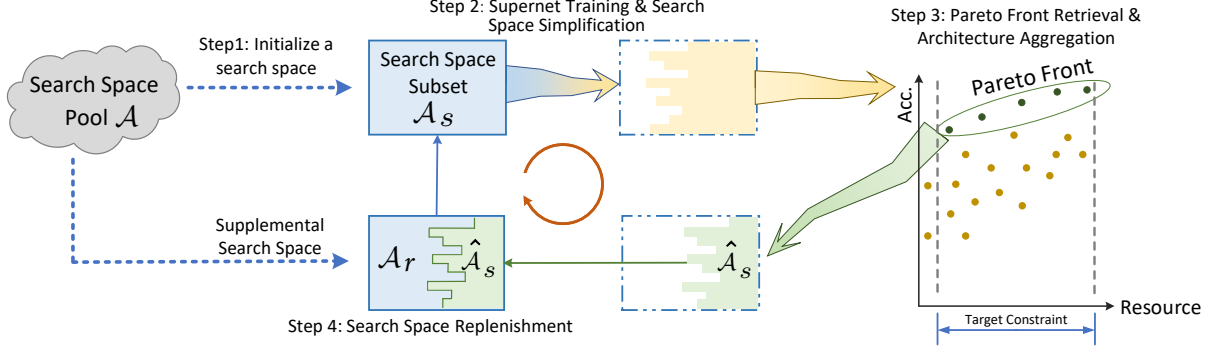 Step 2: Supernet Training & Search
Space Simplification
Step 3: Pareto Front Retrieval &
Architecture Aggregation
Step1: Initialize a
search space
Search Space
Pool 𝒜
Search Space
Subset
𝒜s
Acc.
Pareto Front
Supplemental
Search Space
𝒜r
𝒜̂s
𝒜̂s
Resource
Target Constraint
Step 4: Search Space Replenishment